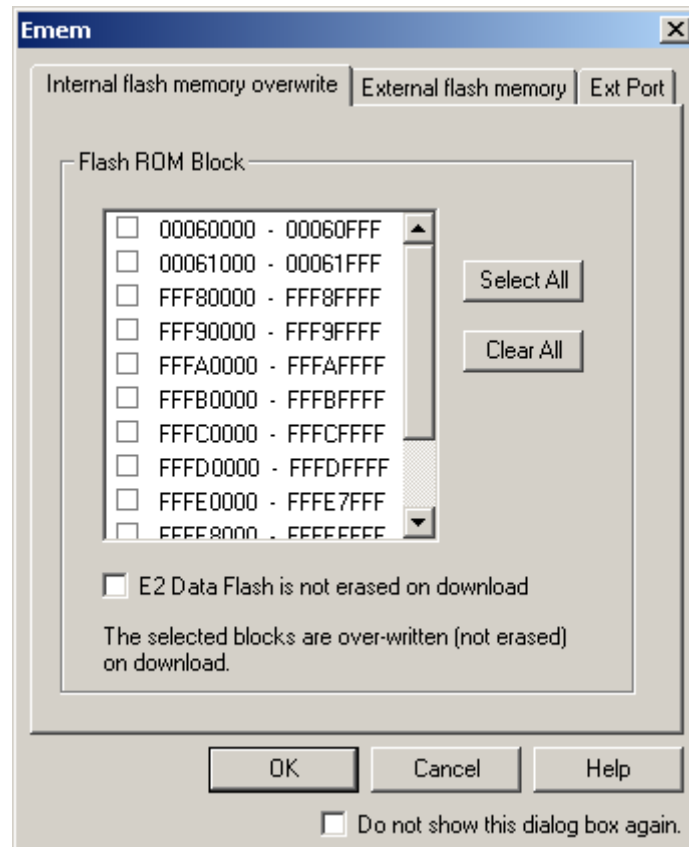 Emem
Internal flash memory overwrite External flash memory Ext Port
Flash ROM Block
00060000 - 00060FFF
00061000 - 00061FFF
FFF80000 - FFF8FFFF
FFF90000 - FFF9FFFF
FFFA0000 - FFFAFFFF
FFFB0000 - FFFBFFFF
FFFC0000 - FFFCFFFF
FFFD0000 - FFFDFFFF
FFFE0000 - FFFE7FFF
FFFE8000 - FFFEFFFF
Select All
Clear All
E2 Data Flash is not erased on download
The selected blocks are over-written (not erased)
on download.
OK Cancel Help
Do not show this dialog box again.